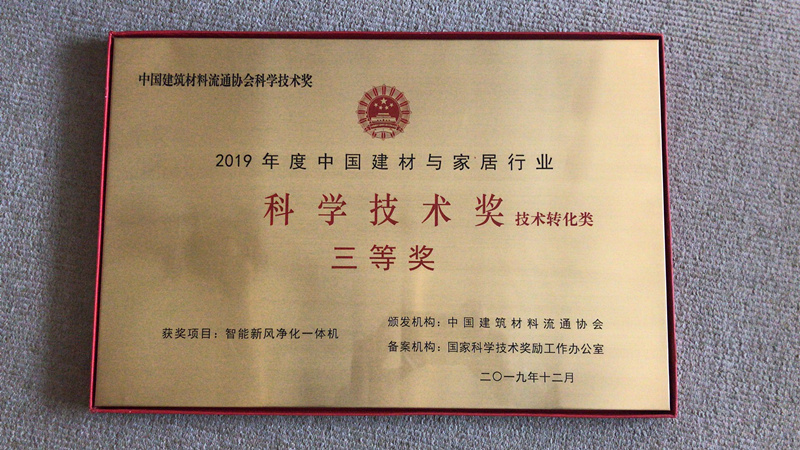 中国建筑材料流通协会科学技术奖
2019 年度中国建材与家居行业
科学技术奖 技术转化类
三等奖
获奖项目：智能新风净化一体机
颁发机构：中国建筑材料流通协会
备案机构：国家科学技术奖励工作办公室
二〇一九年十二月